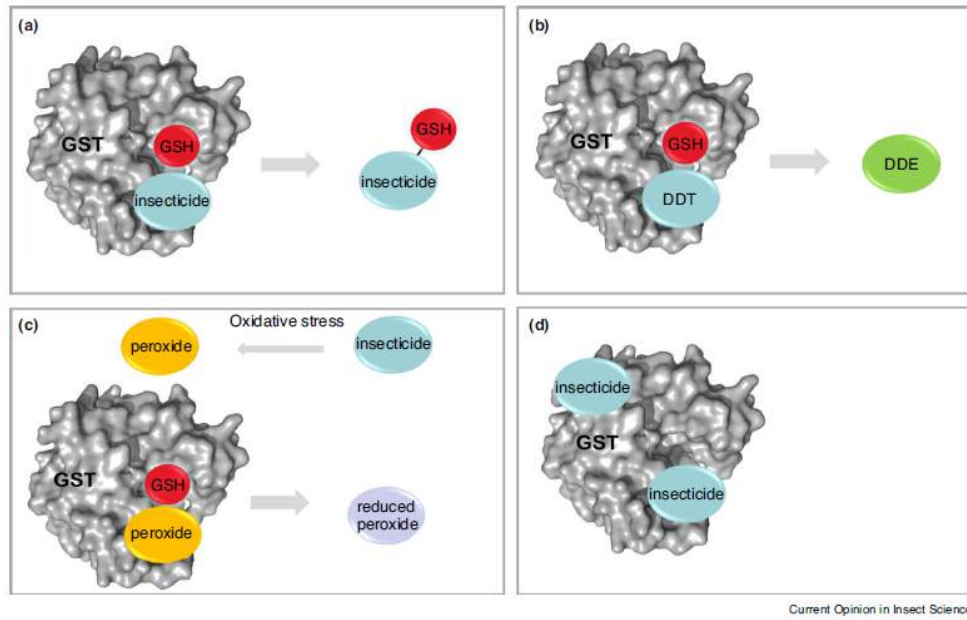 (a)
GST
GSH
insecticide
GSH
insecticide
(b)
GST
GSH
DDT
DDE
(c)
peroxide
Oxidative stress
insecticide
GST
GSH
peroxide
reduced
peroxide
(d)
insecticide
GST
insecticide
Current Opinion in Insect Science